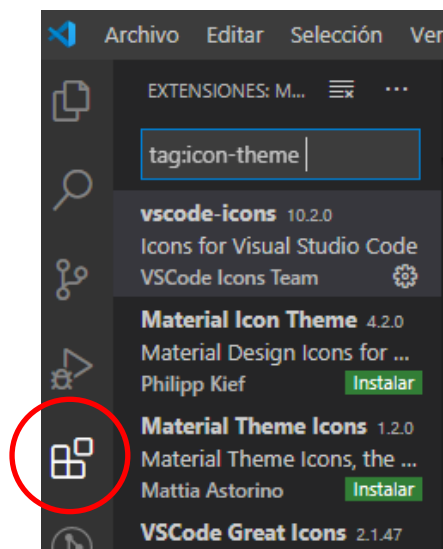 Archivo Editar Selección Ver
EXTENSIONES: M... ...
tag:icon-theme
vscode-icons 10.2.0
Icons for Visual Studio Code
VSCode Icons Team
Material Icon Theme 4.2.0
Material Design Icons for ...
Philipp Kief Instalar
Material Theme Icons 1.2.0
Material Theme Icons, the ...
Mattia Astorino Instalar
VSCode Great Icons 2.1.47